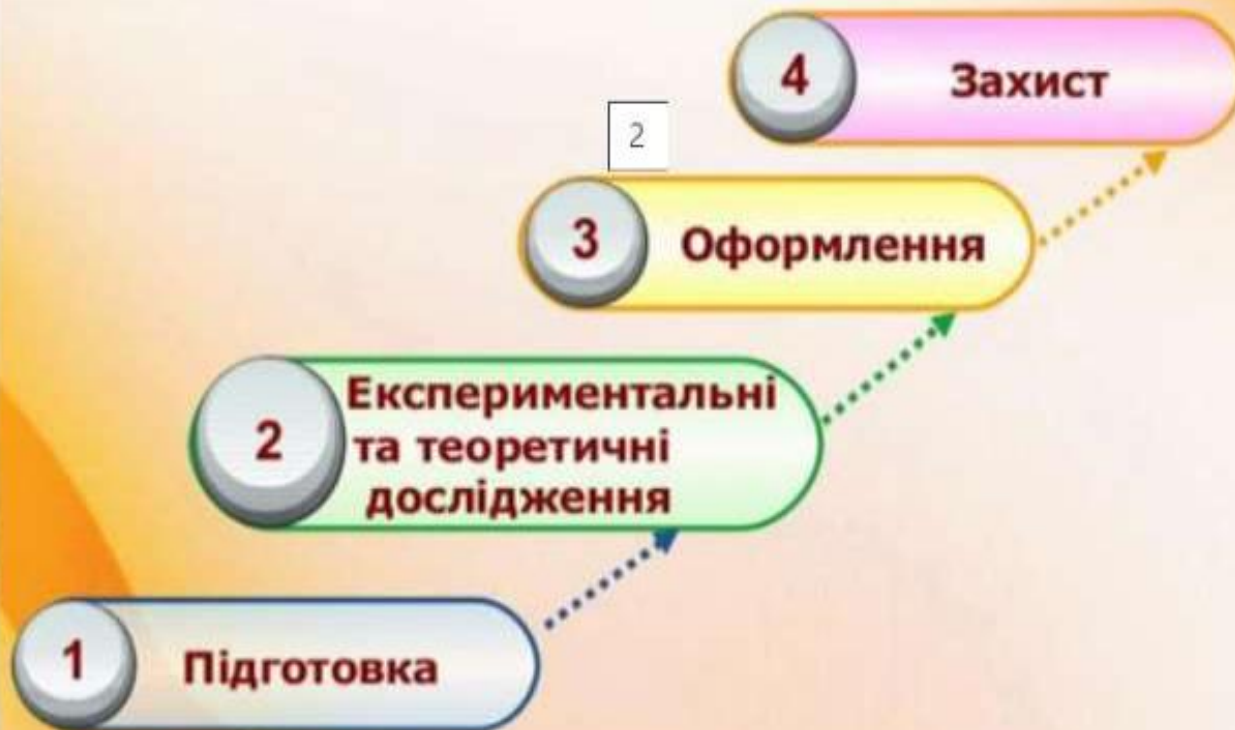 4 Захист
2
3 Оформлення
2 Експериментальні
та теоретичні
дослідження
1 Підготовка